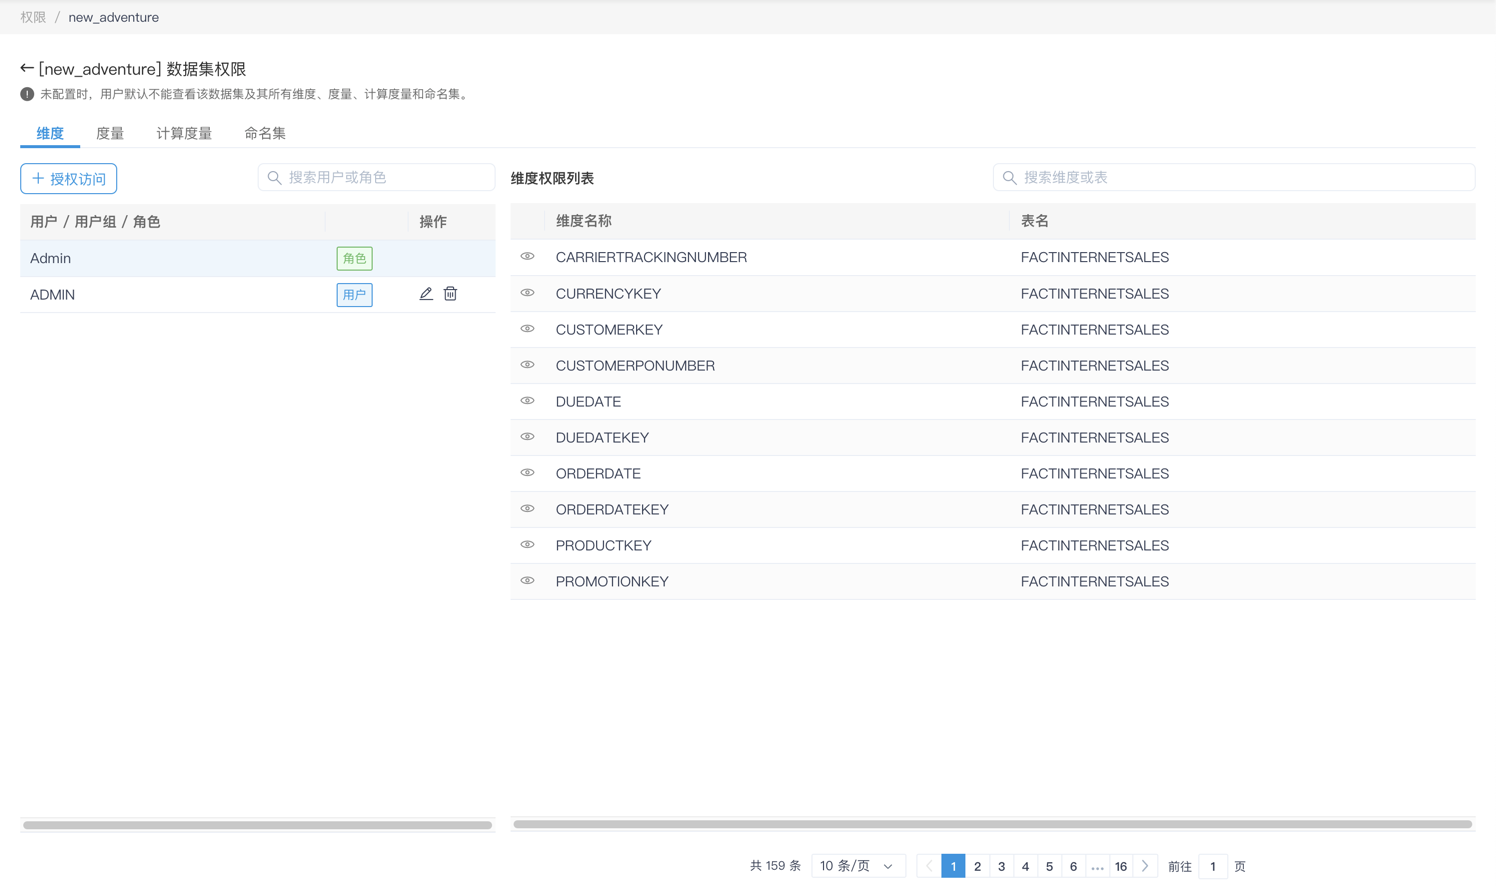 权限 / new_adventure
[new_adventure] 数据集权限
未配置时，用户默认不能查看该数据集及其所有维度、度量、计算度量和命名集。
维度 度量 计算度量 命名集
+ 授权访问 搜索用户或角色
用户 / 用户组 / 角色 操作
Admin 角色
ADMIN 用户
维度权限列表 搜索维度或表
维度名称 表名
CARRIERTRACKINGNUMBER FACTINTERNETSALES
CURRENCYKEY FACTINTERNETSALES
CUSTOMERKEY FACTINTERNETSALES
CUSTOMERPONUMBER FACTINTERNETSALES
DUEDATE FACTINTERNETSALES
DUEDATEKEY FACTINTERNETSALES
ORDERDATE FACTINTERNETSALES
ORDERDATEKEY FACTINTERNETSALES
PRODUCTKEY FACTINTERNETSALES
PROMOTIONKEY FACTINTERNETSALES
共 159 条 10 条/页 1 2 3 4 5 6 ... 16 前往 1 页